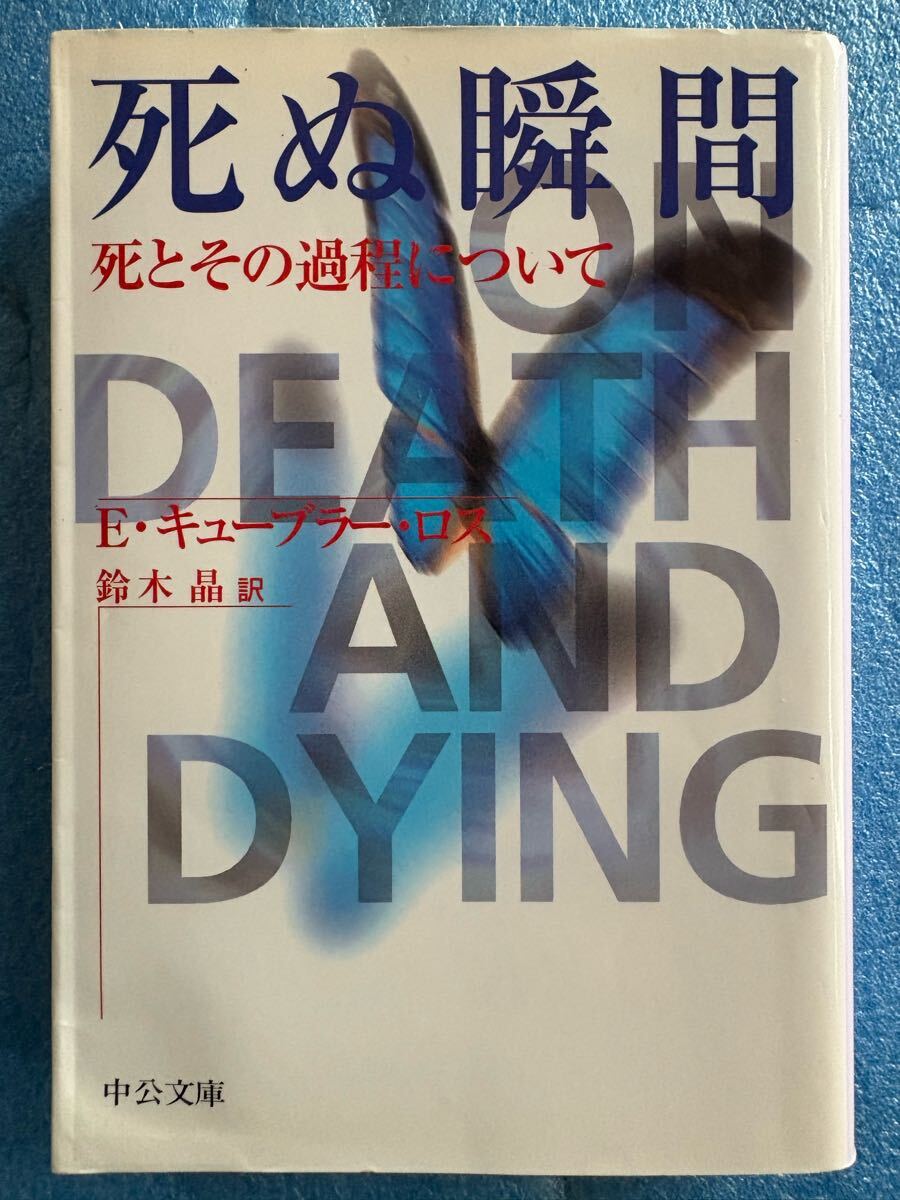 死ぬ瞬間
死とその過程について
ON
DEATH
AND
DYING
E・キューブラー・ロス
鈴木 晶 訳
中公文庫